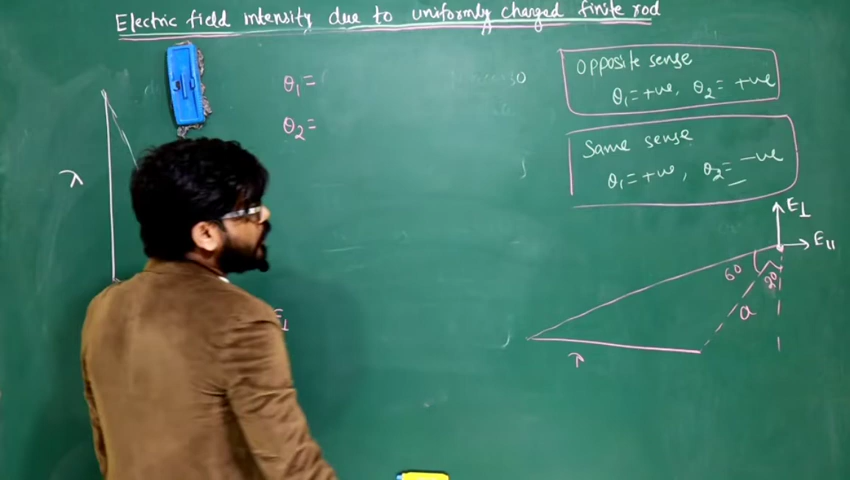 Electric field intensity due to uniformly charged finite rod
θ₁=
θ₂=
λ
E⊥
Opposite sense
θ₁=+ve, θ₂= +ve
Same sense
θ₁=+ve, θ₂= -ve
E⊥
E॥
60
20
a
λ